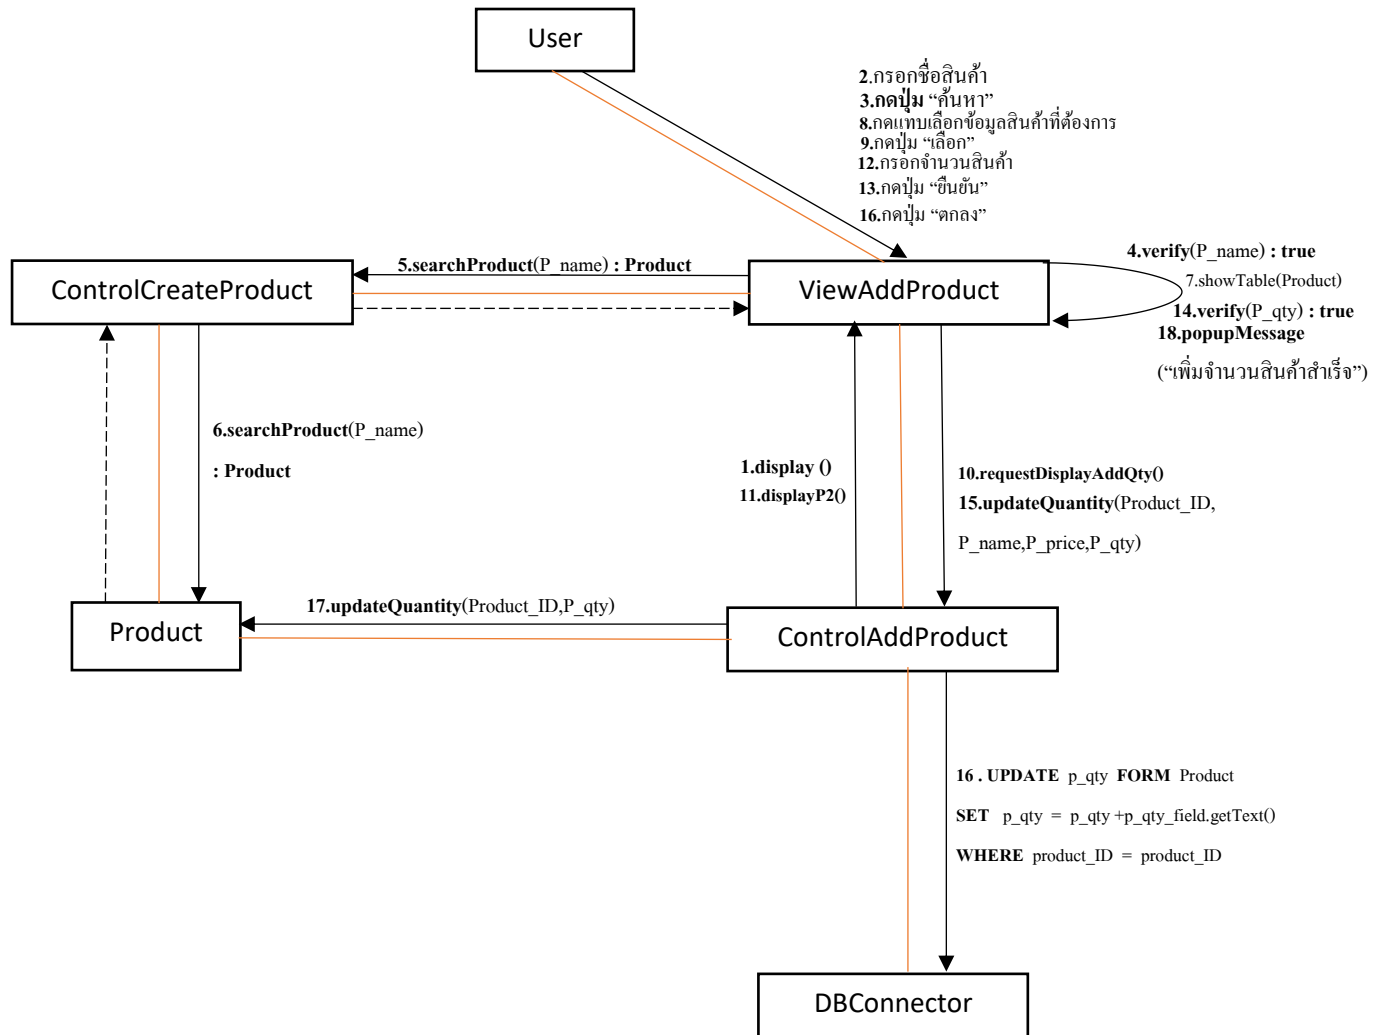 User
2.กรอกชื่อสินค้า
3.กดปุ่ม “ค้นหา”
8.กดแทบเลือกข้อมูลสินค้าที่ต้องการ
9.กดปุ่ม “เลือก”
12.กรอกจำนวนสินค้า
13.กดปุ่ม “ยืนยัน”
16.กดปุ่ม “ตกลง”
ControlCreateProduct
5.searchProduct(P_name) : Product
ViewAddProduct
4.verify(P_name) : true
7.showTable(Product)
14.verify(P_qty) : true
18.popupMessage
(“เพิ่มจำนวนสินค้าสำเร็จ”)
6.searchProduct(P_name)
: Product
1.display ()
11.displayP2()
10.requestDisplayAddQty()
15.updateQuantity(Product_ID,
P_name,P_price,P_qty)
Product
17.updateQuantity(Product_ID,P_qty)
ControlAddProduct
16 . UPDATE p_qty FORM Product
SET p_qty = p_qty +p_qty_field.getText()
WHERE product_ID = product_ID
DBConnector